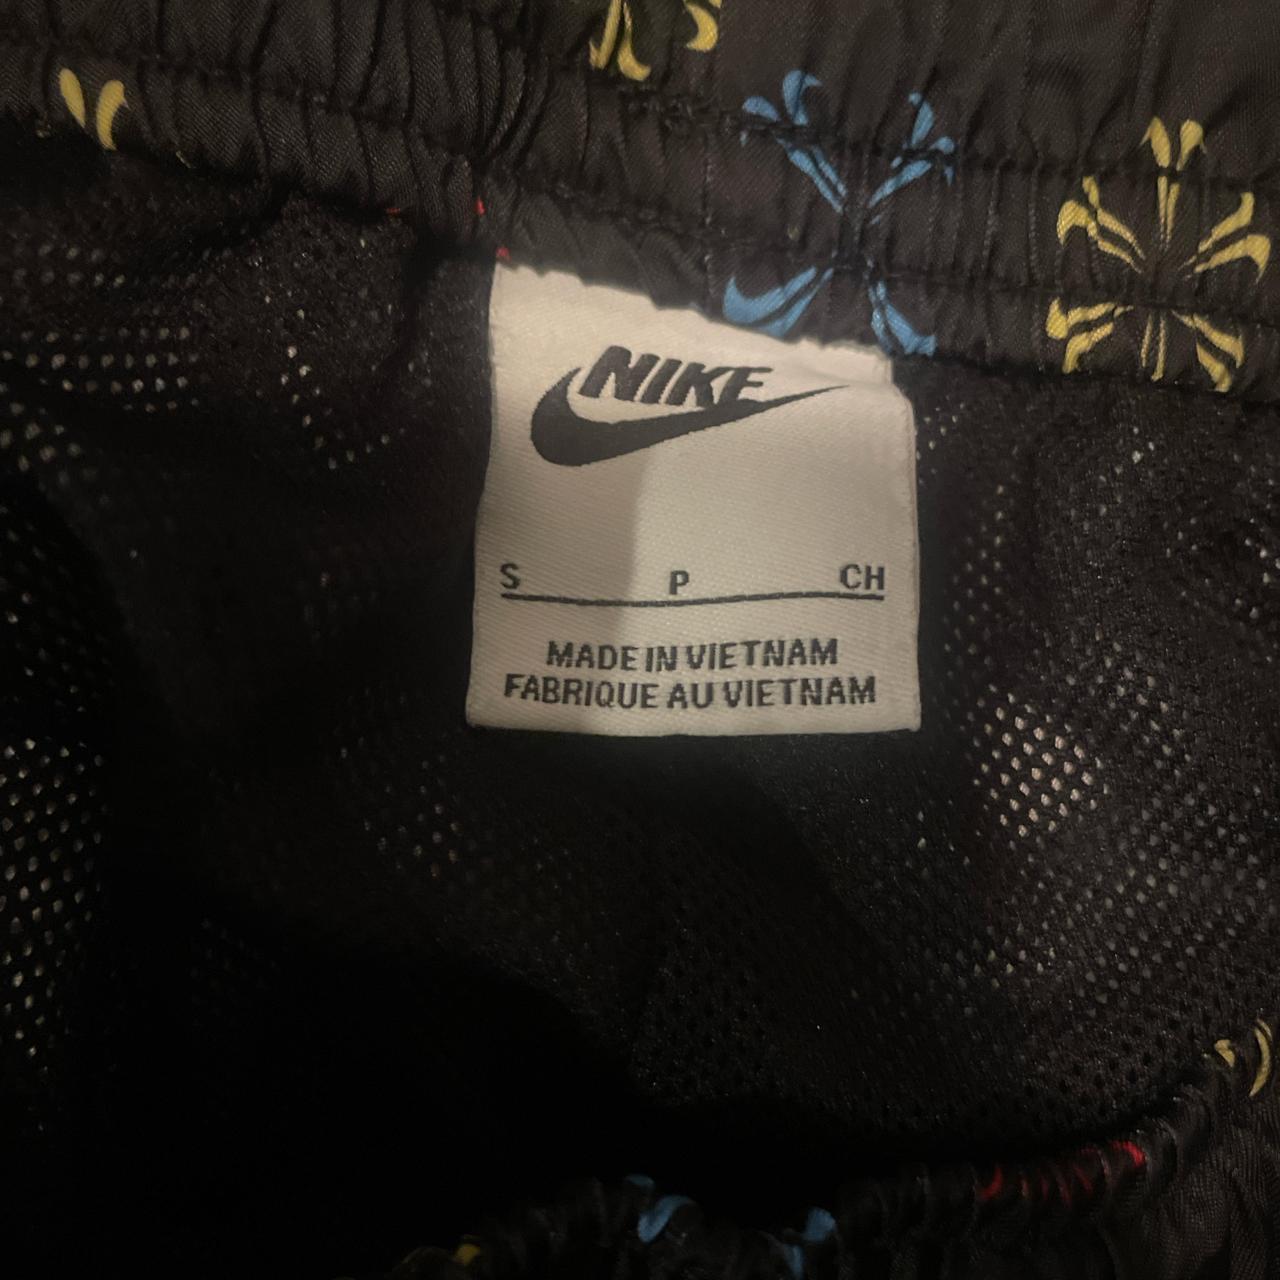 NIKE
S P CH
MADE IN VIETNAM
FABRIQUE AU VIETNAM